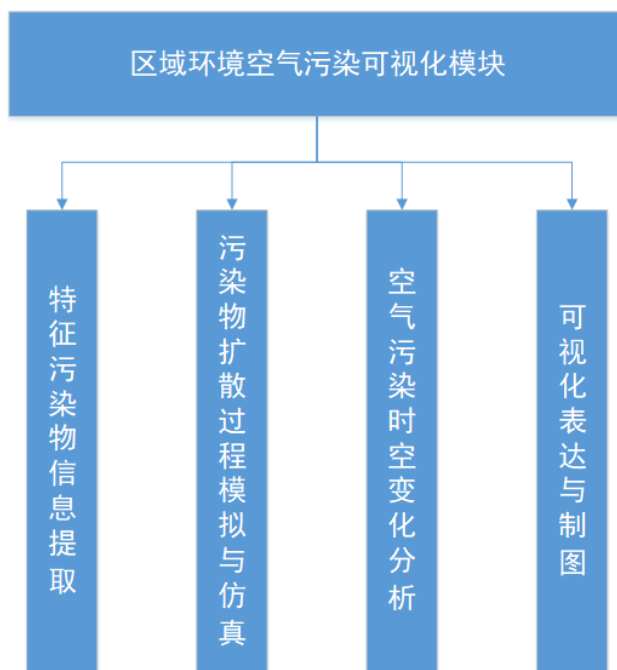 区域环境空气污染可视化模块
特征污染物信息提取
污染物扩散过程模拟与仿真
空气污染时空变化分析
可视化表达与制图